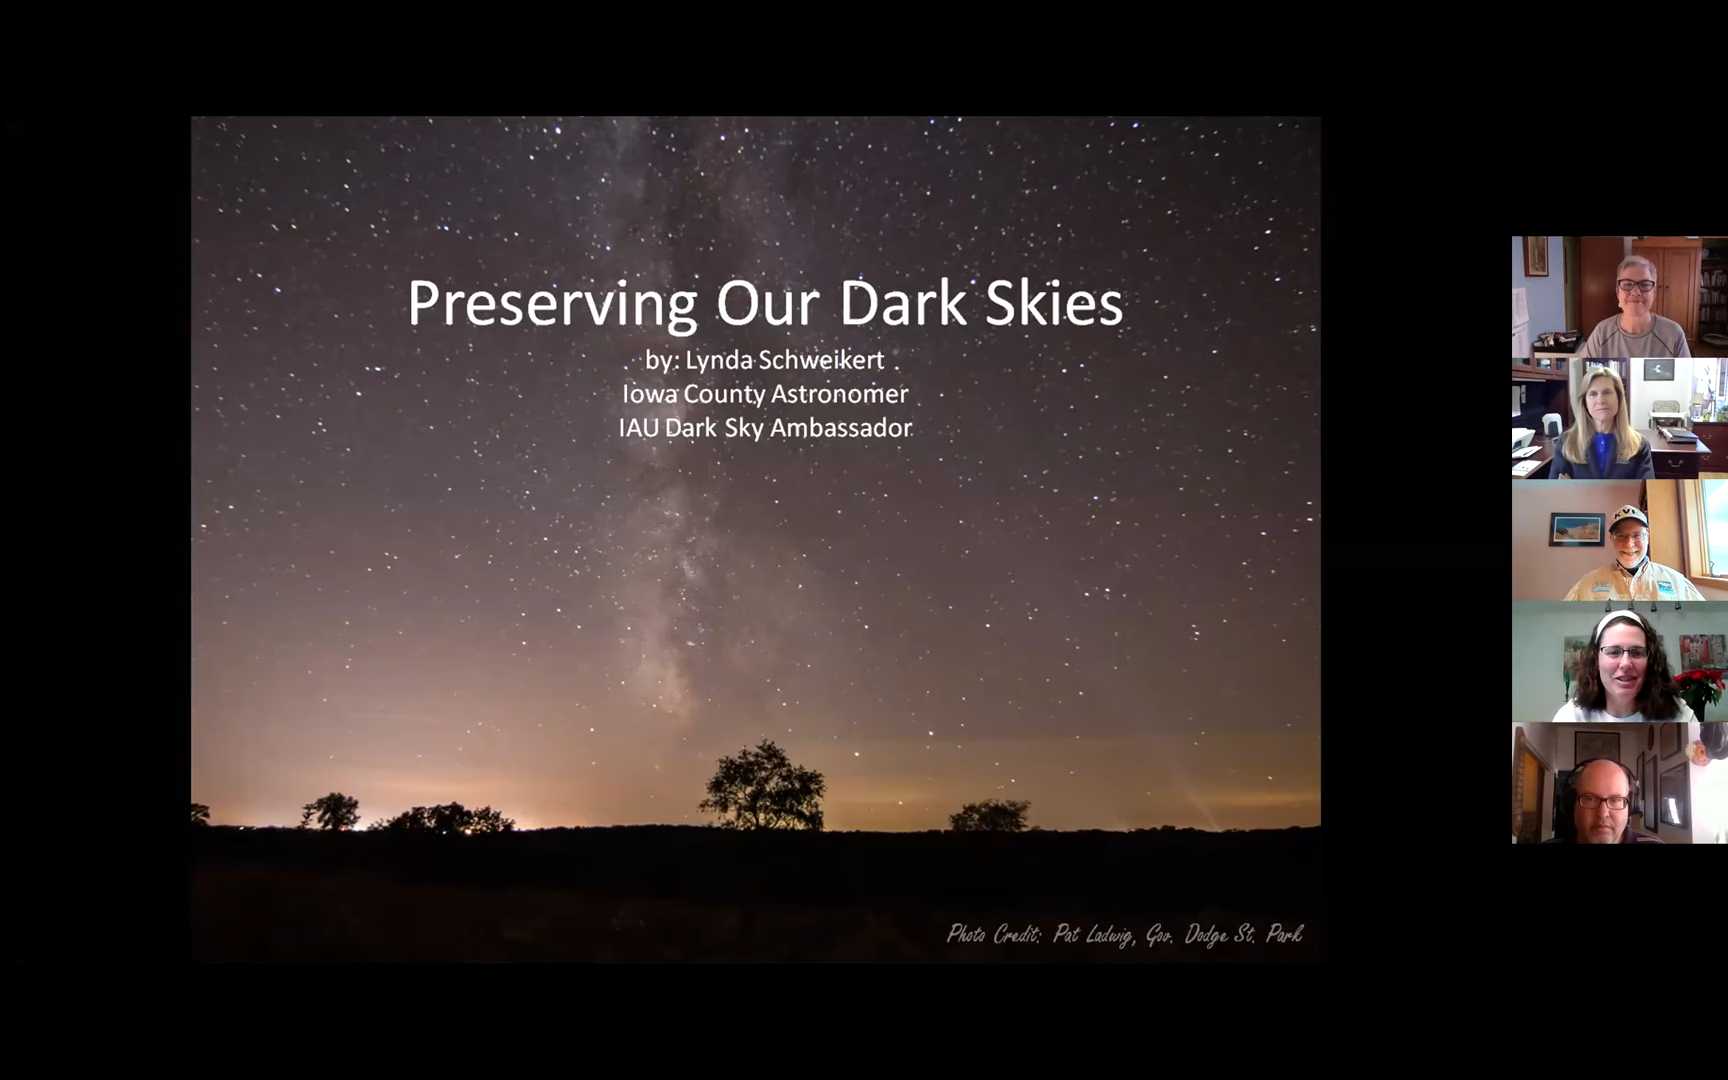 Preserving Our Dark Skies
by: Lynda Schweikert
Iowa County Astronomer
IAU Dark Sky Ambassador
Photo Credit: Pat Ladwig, Gov. Dodge St. Park